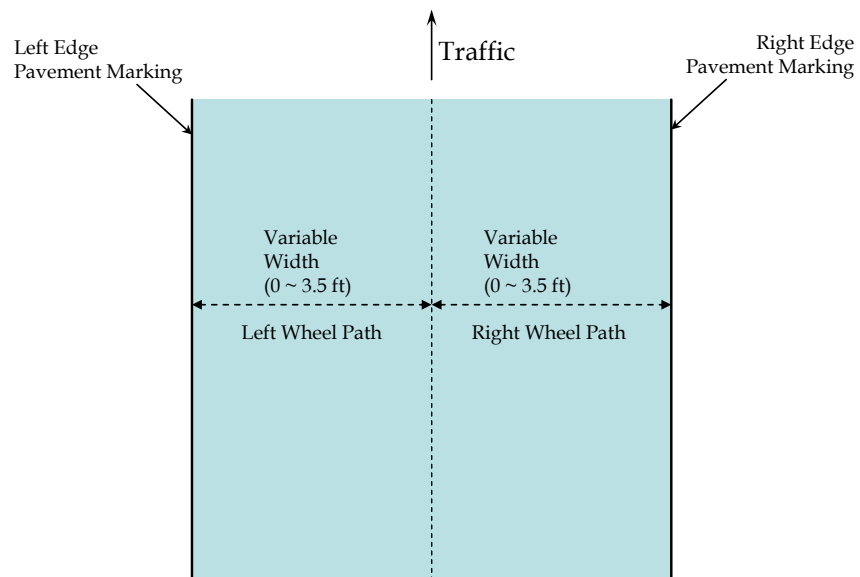 Left Edge
Pavement Marking
Traffic
Right Edge
Pavement Marking
Variable
Width
(0 ~ 3.5 ft)
Variable
Width
(0 ~ 3.5 ft)
Left Wheel Path
Right Wheel Path